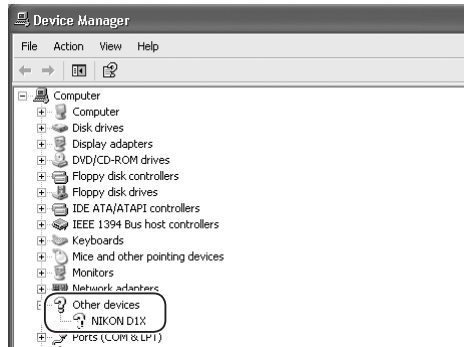 Device Manager
File Action View Help
Computer
Computer
Disk drives
Display adapters
DVD/CD-ROM drives
Floppy disk controllers
Floppy disk drives
IDE ATA/ATAPI controllers
IEEE 1394 Bus host controllers
Keyboards
Mice and other pointing devices
Monitors
Network adapters
Other devices
NIKON D1X
Ports (COM & LPT)